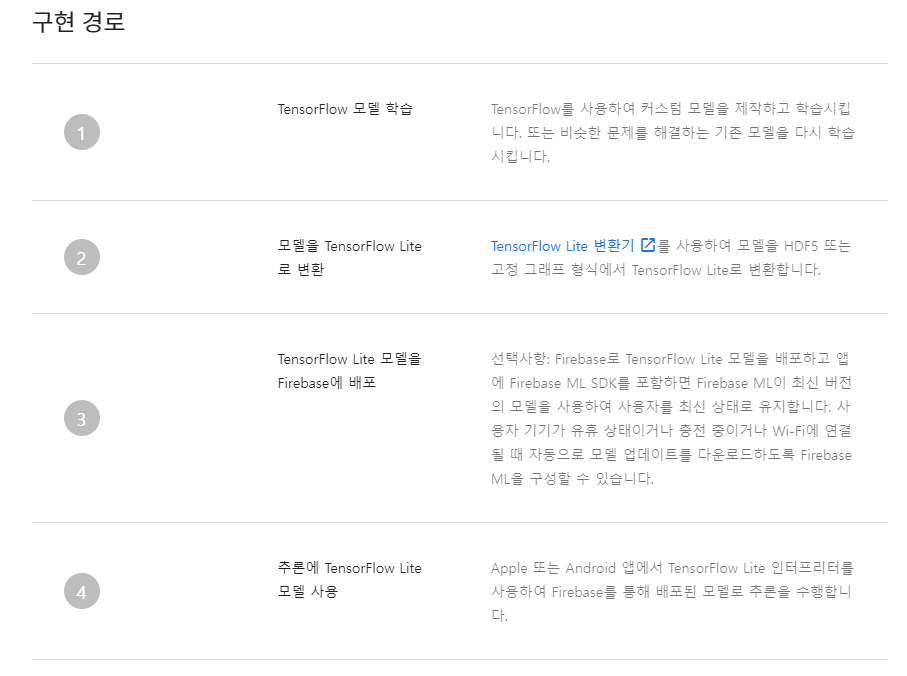 구현 경로
1
TensorFlow 모델 학습
TensorFlow를 사용하여 커스텀 모델을 제작하고 학습시킵
니다. 또는 비슷한 문제를 해결하는 기존 모델을 다시 학습
시킵니다.
2
모델을 TensorFlow Lite
로 변환
TensorFlow Lite 변환기 를 사용하여 모델을 HDF5 또는
고정 그래프 형식에서 TensorFlow Lite로 변환합니다.
3
TensorFlow Lite 모델을
Firebase에 배포
선택사항: Firebase로 TensorFlow Lite 모델을 배포하고 앱
에 Firebase ML SDK를 포함하면 Firebase ML이 최신 버전
의 모델을 사용하여 사용자를 최신 상태로 유지합니다. 사
용자 기기가 유휴 상태이거나 충전 중이거나 Wi-Fi에 연결
될 때 자동으로 모델 업데이트를 다운로드하도록 Firebase
ML을 구성할 수 있습니다.
4
추론에 TensorFlow Lite
모델 사용
Apple 또는 Android 앱에서 TensorFlow Lite 인터프리터를
사용하여 Firebase를 통해 배포된 모델로 추론을 수행합니
다.